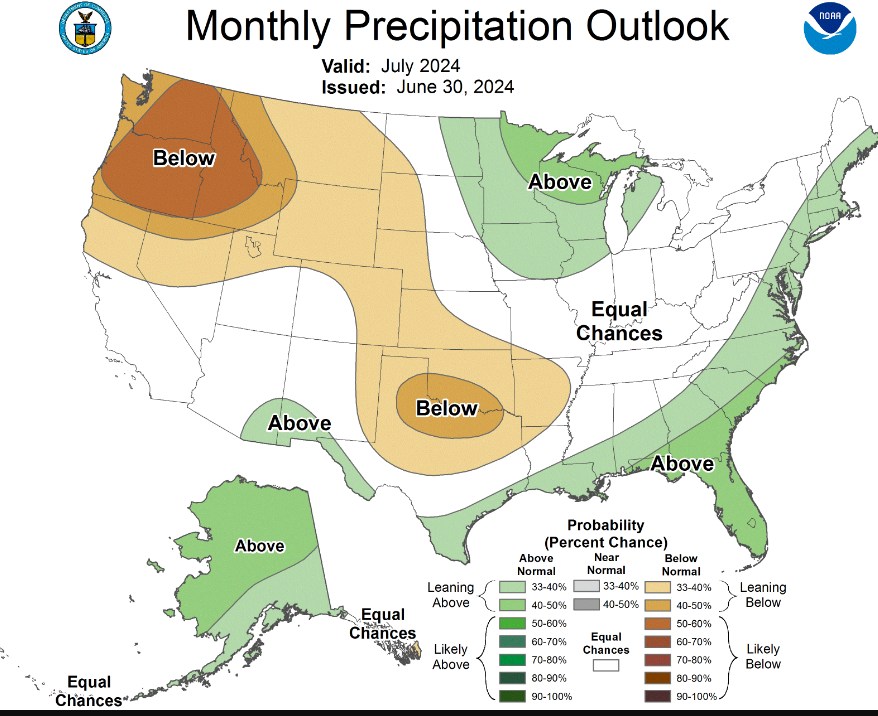 Monthly Precipitation Outlook
NOAA
Valid: July 2024
Issued: June 30, 2024
Below
Above
Equal
Chances
Below
Above
Above
Above
Equal
Chances
Equal
Chances
Probability
(Percent Chance)
Above
Normal
Near
Normal
Below
Normal
Leaning
Above
33-40%
33-40%
33-40%
Leaning
Below
40-50%
40-50%
40-50%
Likely
Above
50-60%
50-60%
Likely
Below
60-70%
Equal
Chances
60-70%
70-80%
70-80%
80-90%
80-90%
90-100%
90-100%